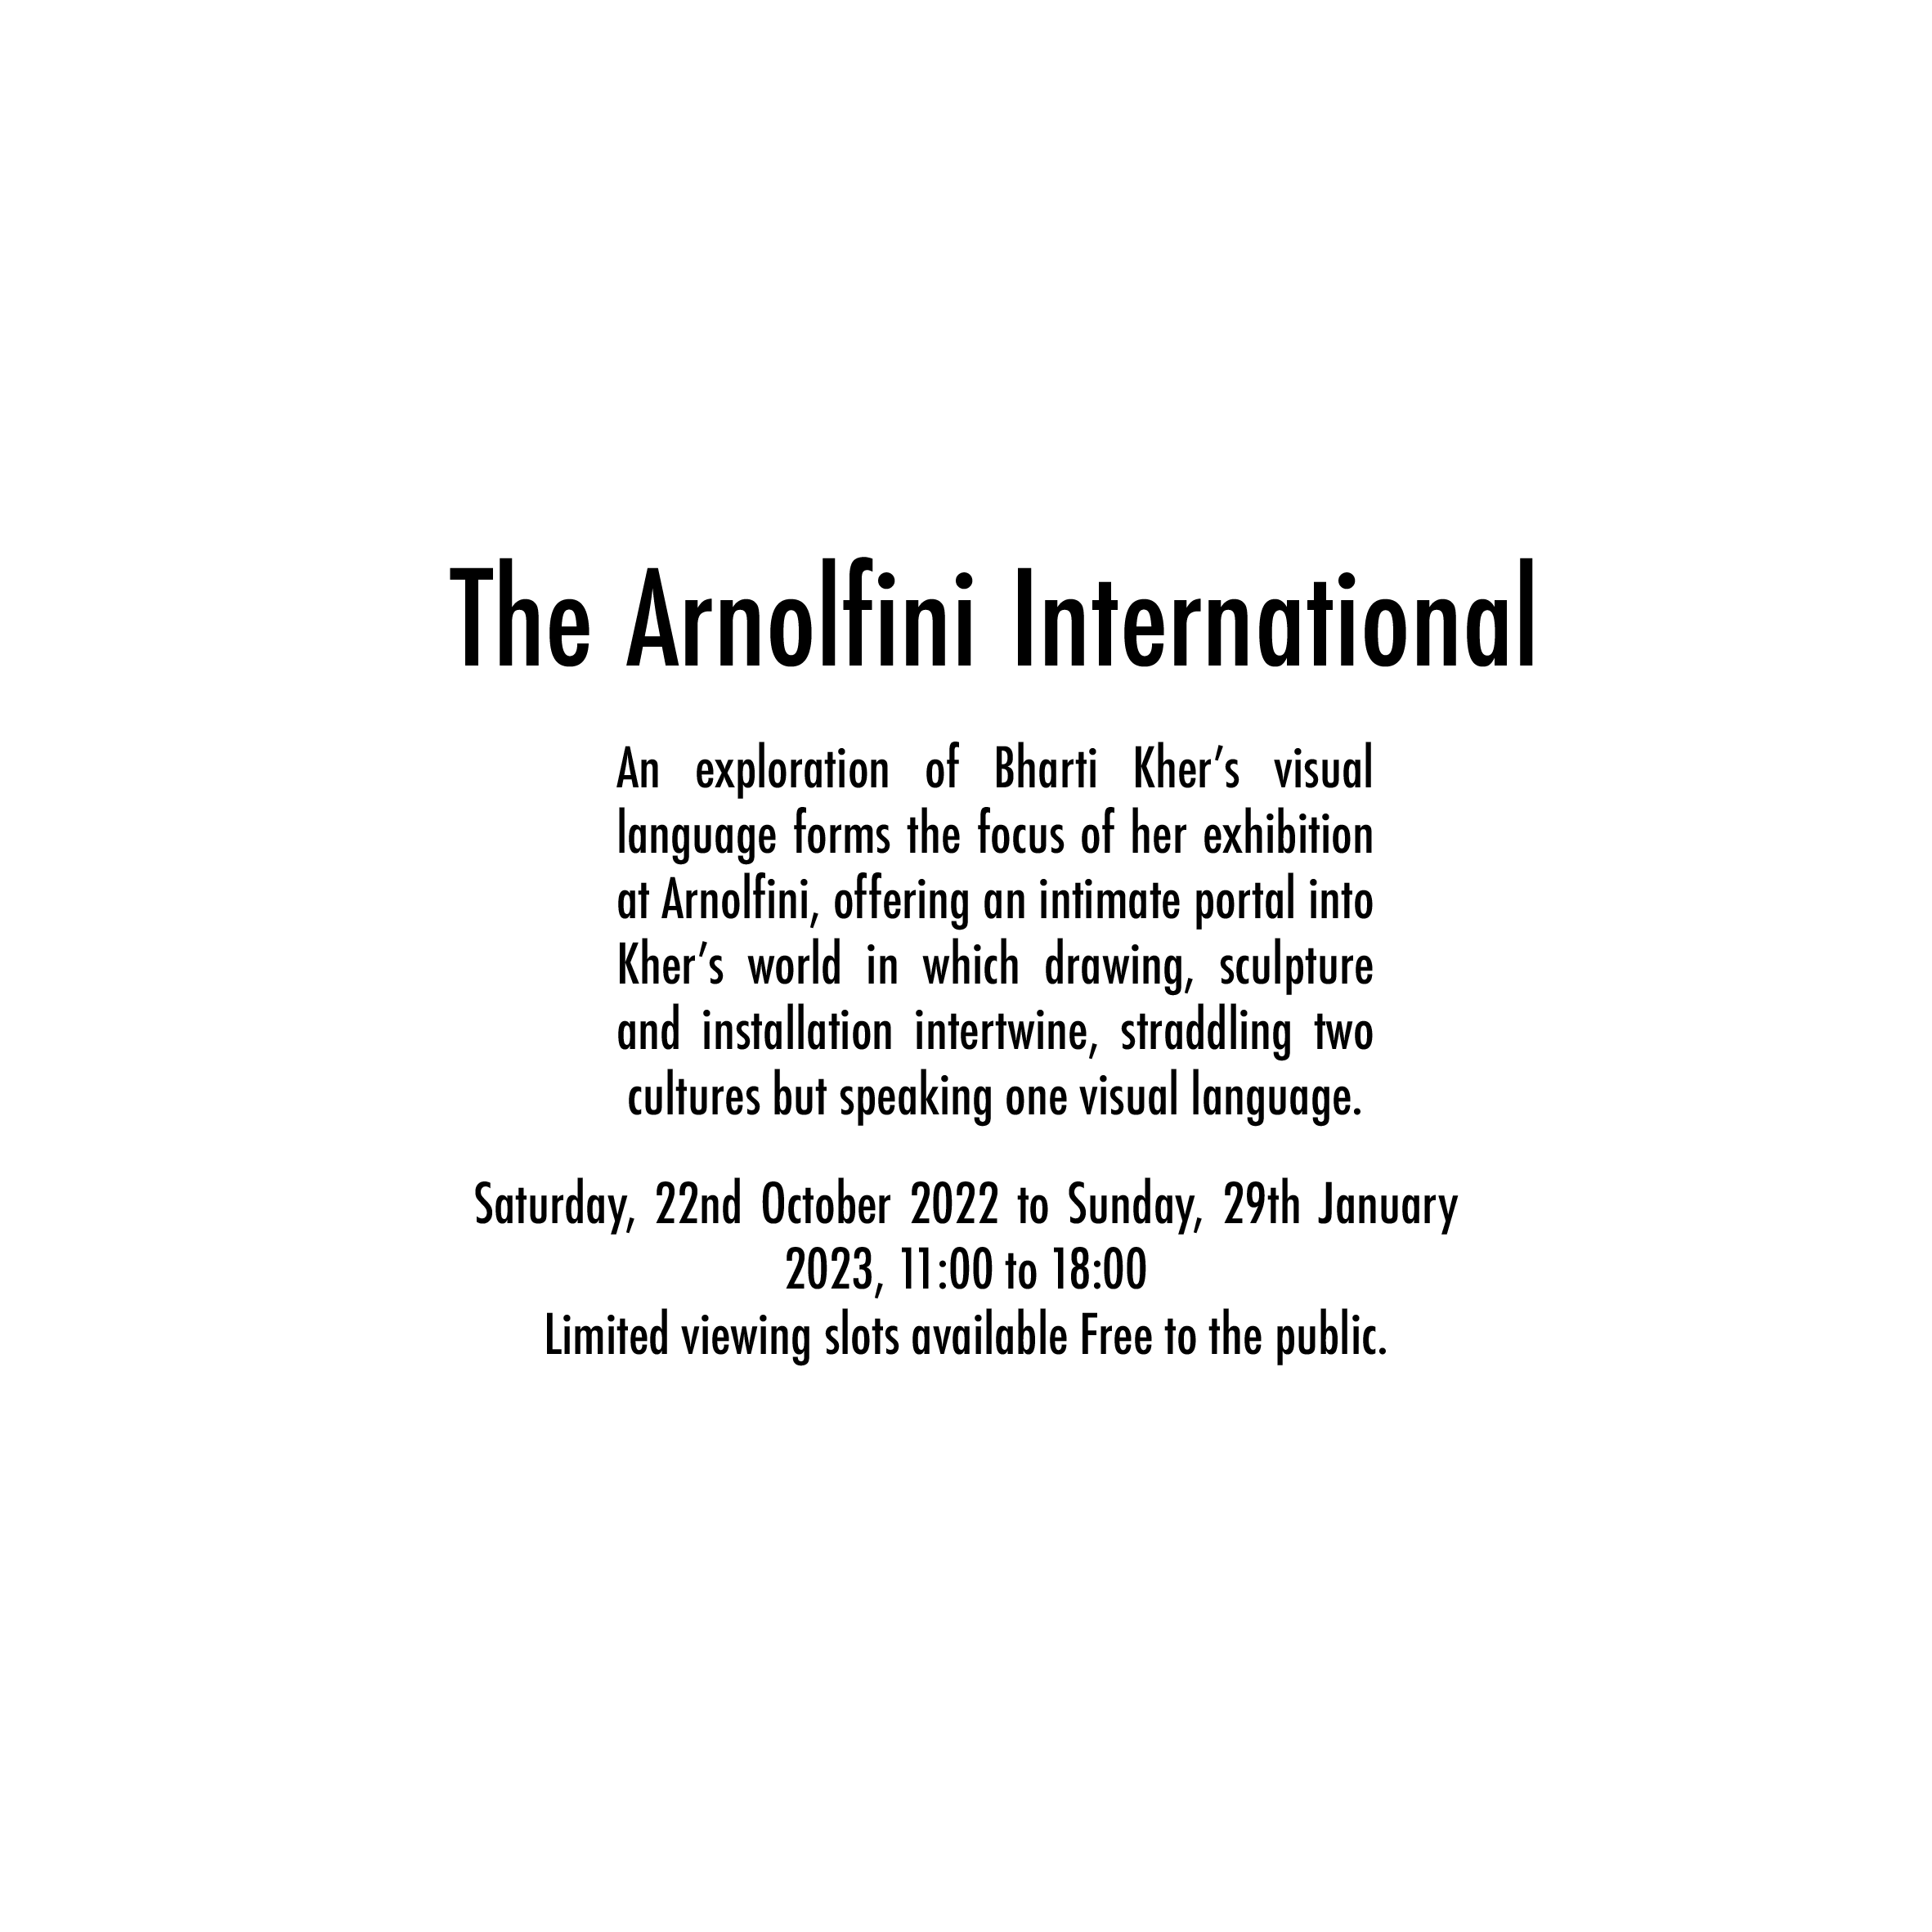 The Arnolfini International
An exploration of Bharti Kher’s visual
language forms the focus of her exhibition
at Arnolfini, offering an intimate portal into
Kher’s world in which drawing, sculpture
and installation intertwine, straddling two
cultures but speaking one visual language.
Saturday, 22nd October 2022 to Sunday, 29th January
2023, 11:00 to 18:00
Limited viewing slots available Free to the public.